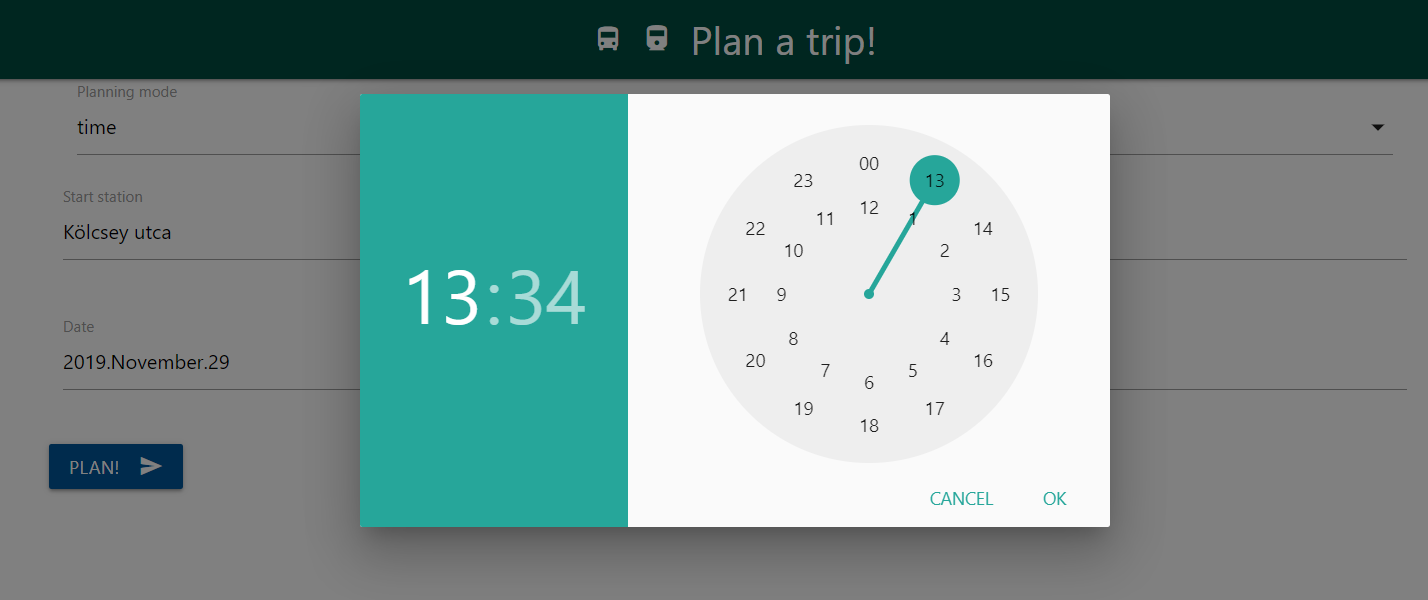 Plan a trip!
Planning mode
time
Start station
Kölcsey utca
Date
2019.November.29
PLAN!
13:34
00
23 13
12
11 1
22 14
10 2
21 9 3 15
8 4
20 16
7 5
6
19 17
18
CANCEL OK